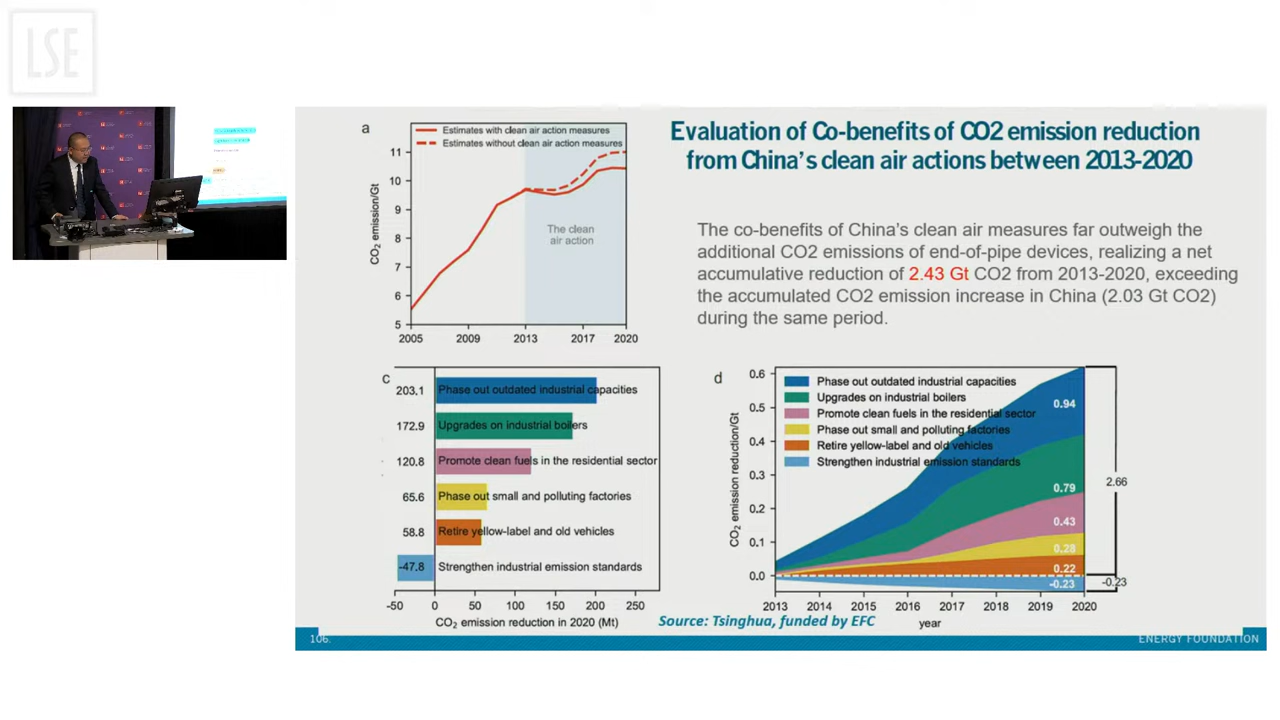 LSE
Evaluation of Co-benefits of CO2 emission reduction
from China's clean air actions between 2013-2020
a
Estimates with clean air action measures
Estimates without clean air action measures
11
10
9
8
7
6
5
CO2 emission/Gt
The clean
air action
2005
2009
2013
2017
2020
The co-benefits of China's clean air measures far outweigh the
additional CO2 emissions of end-of-pipe devices, realizing a net
accumulative reduction of 2.43 Gt CO2 from 2013-2020, exceeding
the accumulated CO2 emission increase in China (2.03 Gt CO2)
during the same period.
c
203.1 Phase out outdated industrial capacities
172.9 Upgrades on industrial boilers
120.8 Promote clean fuels in the residential sector
65.6 Phase out small and polluting factories
58.8 Retire yellow-label and old vehicles
-47.8 Strengthen industrial emission standards
-50 0 50 100 150 200 250
CO2 emission reduction in 2020 (Mt)
d
0.6
0.5
0.4
0.3
0.2
0.1
0.0
CO2 emission reduction/Gt
Phase out outdated industrial capacities
Upgrades on industrial boilers
Promote clean fuels in the residential sector
Phase out small and polluting factories
Retire yellow-label and old vehicles
Strengthen industrial emission standards
0.94
0.79
0.43
0.28
0.22
-0.23
2.66
-0.23
2013 2014 2015 2016 2017 2018 2019 2020
year
Source: Tsinghua, funded by EFC
106.
ENERGY FOUNDATION